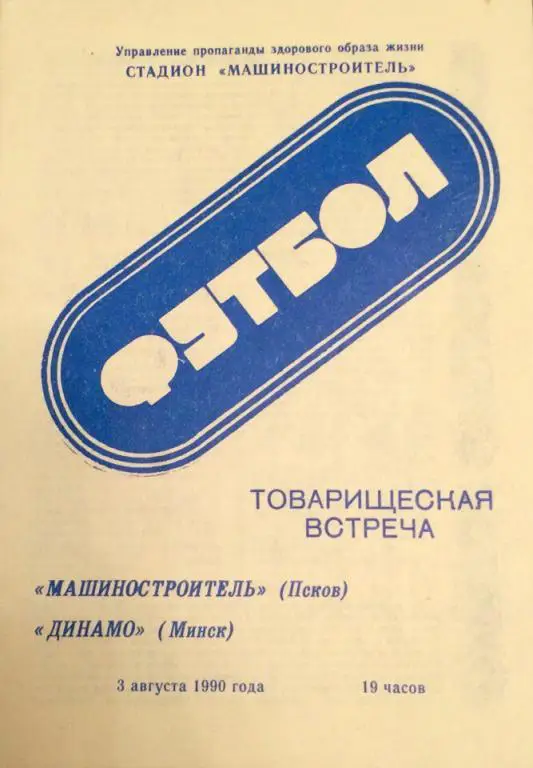 Управление пропаганды здорового образа жизни
СТАДИОН «МАШИНОСТРОИТЕЛЬ»
ФУТБОЛ
ТОВАРИЩЕСКАЯ
ВСТРЕЧА
«МАШИНОСТРОИТЕЛЬ» (Псков)
«ДИНАМО» (Минск)
3 августа 1990 года 19 часов